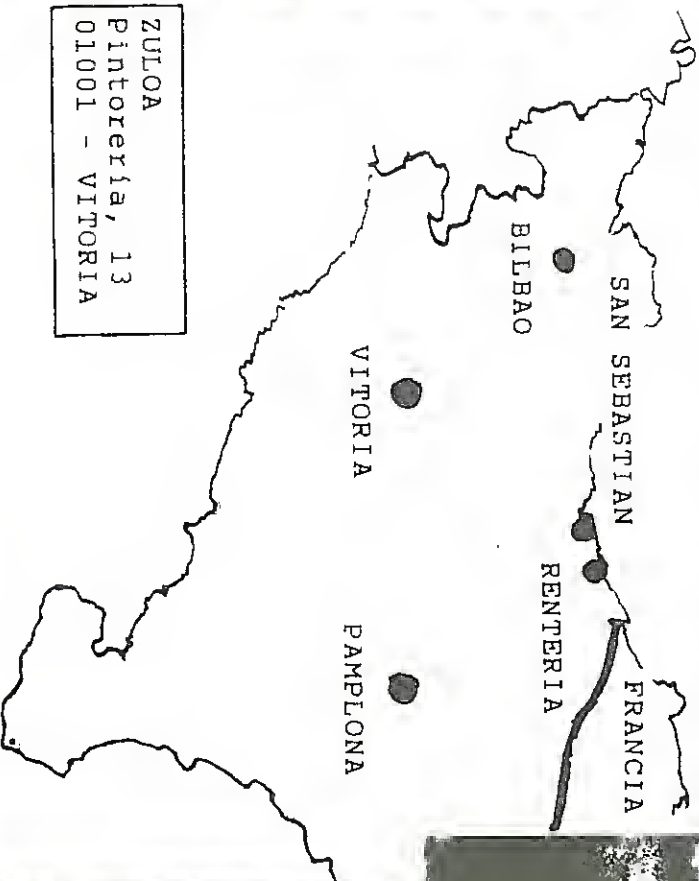 SAN SEBASTIAN
FRANCIA
BILBAO
RENTERIA
VITORIA
PAMPLONA
ZULOA
Pintorería, 13
01001 - VITORIA